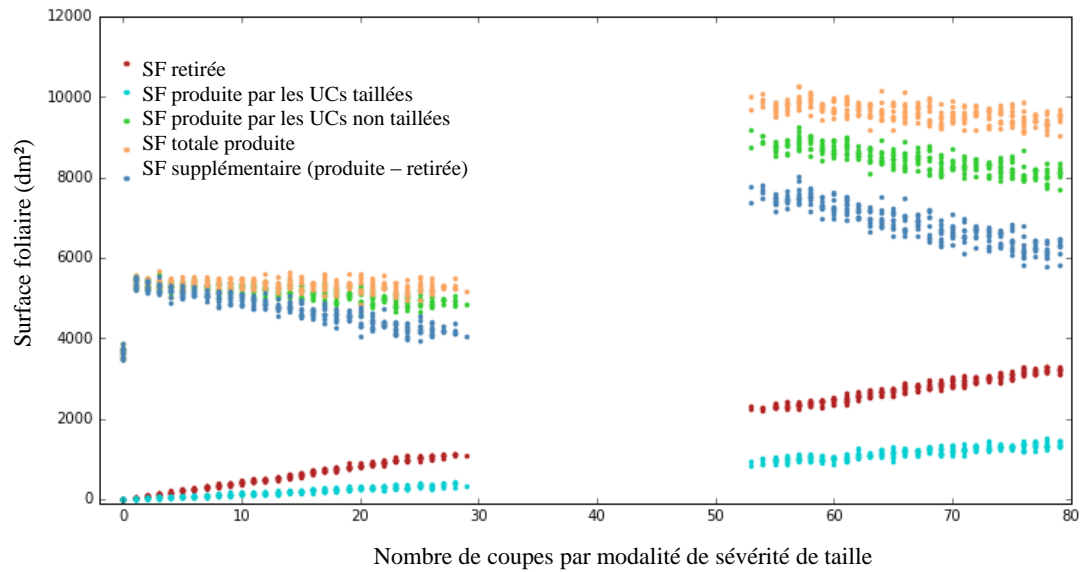 12000
10000
8000
6000
4000
2000
0
SF retirée
SF produite par les UCs taillées
SF produite par les UCs non taillées
SF totale produite
SF supplémentaire (produite – retirée)
Surface foliaire (dm²)
0 10 20 30 40 50 60 70 80
Nombre de coupes par modalité de sévérité de taille